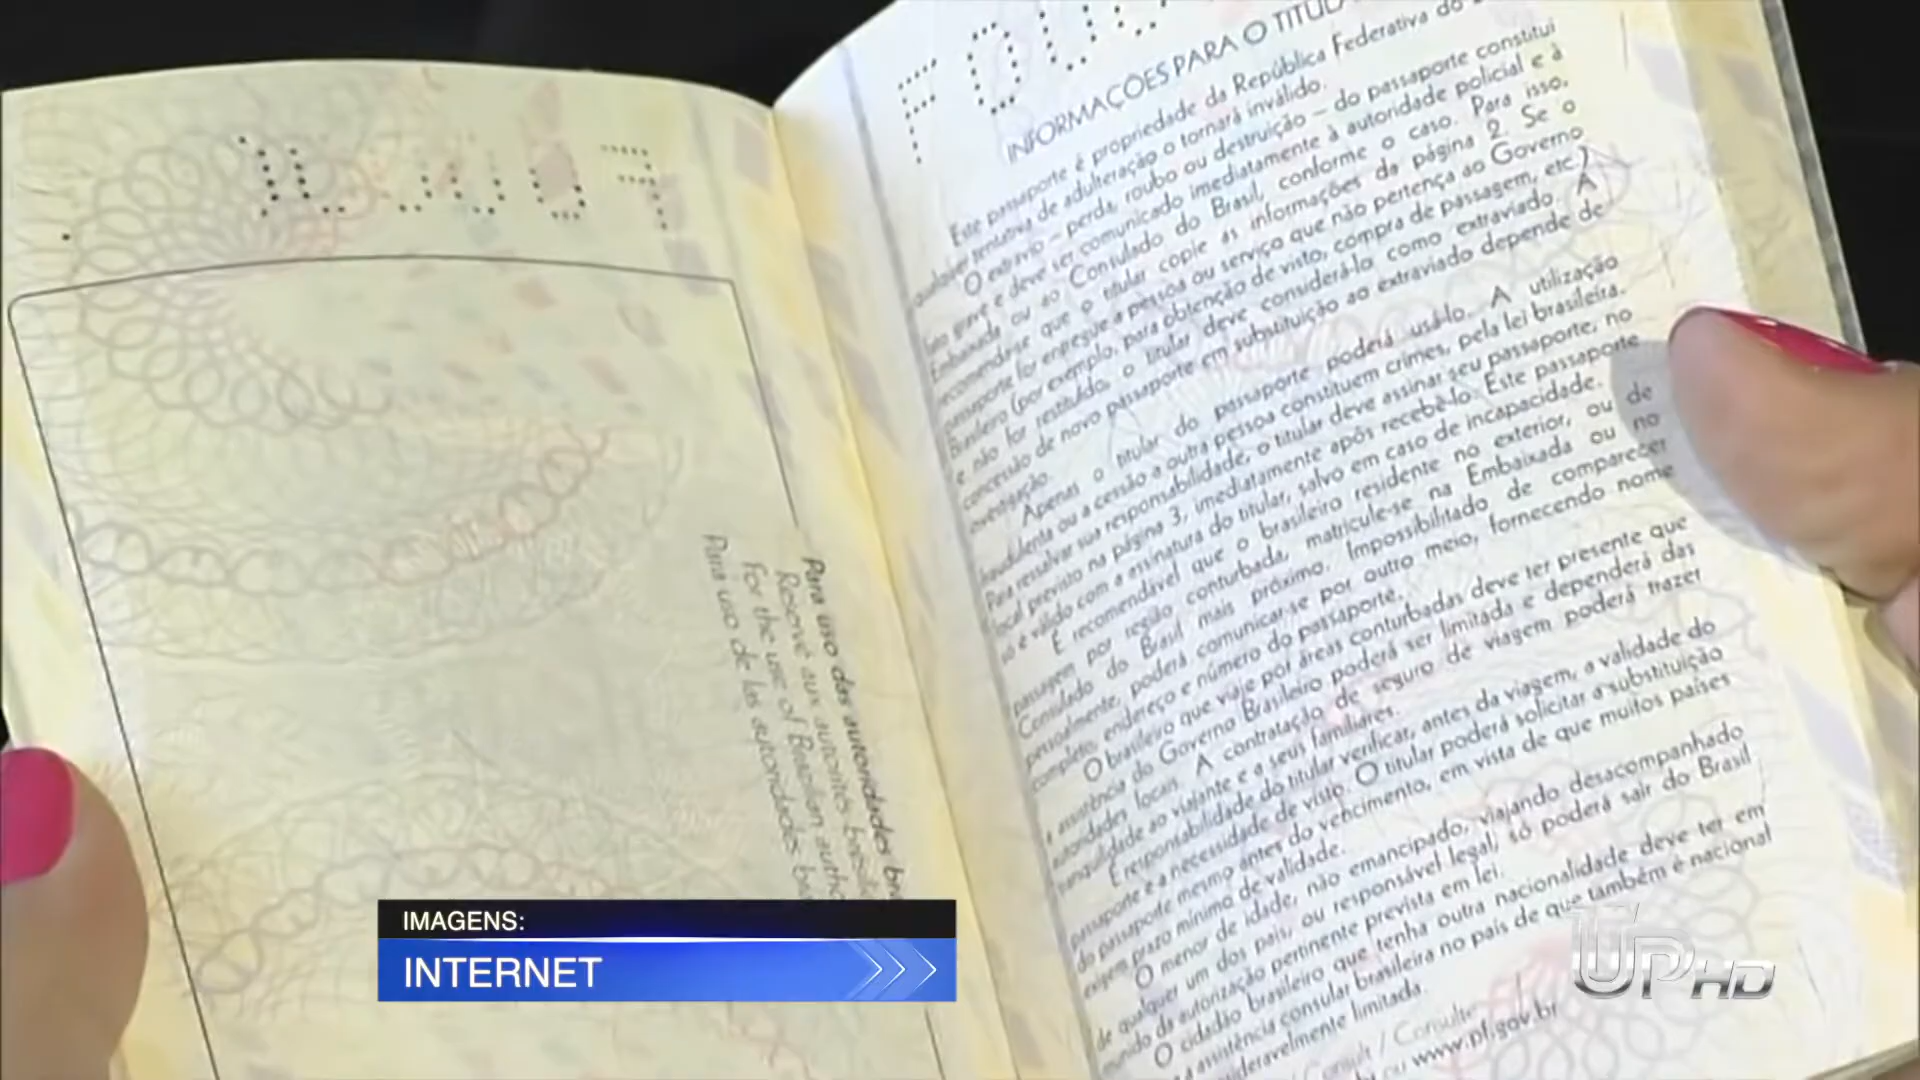 INFORMAÇÕES PARA O
Este passaporte é propriedade da República Federativa do
qualquer tentativa de adulteração o tornará inválido.
O extravio – perda, roubo ou destruição – do passaporte constitui
fato grave e deve ser comunicado imediatamente à autoridade policial e à
Embaixada ou ao Consulado do Brasil, conforme o caso. Para isso,
recomenda-se que o titular copie as informações da página 2. Se o
passaporte for entregue a pessoa ou serviço que não pertença ao Governo
Brasileiro (por exemplo, para obtenção de visto, compra de passagem, etc.)
e não for restituído, o titular deve considerá-lo como extraviado. A
concessão de novo passaporte em substituição ao extraviado depende de
investigação.
Apenas o titular do passaporte poderá usá-lo. A utilização
fraudulenta ou a cessão a outra pessoa constituem crimes, pela lei brasileira.
Para ressalvar sua responsabilidade, o titular deve assinar seu passaporte, no
local previsto na página 3, imediatamente após recebê-lo. Este passaporte
só é válido com a assinatura do titular, salvo em caso de incapacidade.
É recomendável que o brasileiro residente no exterior, ou de
passagem por região conturbada, matricule-se na Embaixada ou no
Consulado do Brasil mais próximo. Impossibilitado de comparecer
pessoalmente, poderá comunicar-se por outro meio, fornecendo nome
completo, endereço e número do passaporte.
O brasileiro que viaje por áreas conturbadas deve ter presente que
a assistência do Governo Brasileiro poderá ser limitada e dependerá das
autoridades locais. A contratação de seguro de viagem poderá trazer
tranquilidade ao viajante e a seus familiares.
É responsabilidade do titular verificar, antes da viagem, a validade do
passaporte e a necessidade de visto. O titular poderá solicitar a substituição
do passaporte mesmo antes do vencimento, em vista de que muitos países
exigem prazo mínimo de validade.
O menor de idade, não emancipado, viajando desacompanhado
de qualquer um dos pais, ou responsável legal, só poderá sair do Brasil
munido da autorização pertinente prevista em lei.
O cidadão brasileiro que tenha outra nacionalidade deve ter em
a assistência consular brasileira no país de que também é nacional
limitada.
Consult / Consulte
ou www.pf.gov.br
Para uso das autoridades
Réservé aux autorités
For the use of Brazilian
Para uso de las autoridades
IMAGENS:
INTERNET
UP HD